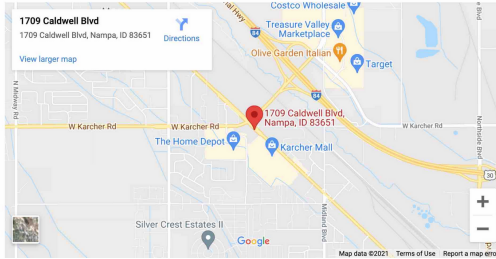 1709 Caldwell Blvd
1709 Caldwell Blvd, Nampa, ID 83651
Directions
View larger map
Costco Wholesale
Treasure Valley
Marketplace
84
Olive Garden Italian
Target
84
N Midway Rd
W Karcher Rd
W Karcher Rd
1709 Caldwell Blvd,
Nampa, ID 83651
W Karcher Rd
Northside Blvd
The Home Depot
Karcher Mall
30
Midland Blvd
Silver Crest Estates II
Google
+
−
Map data ©2021
Terms of Use
Report a map erro